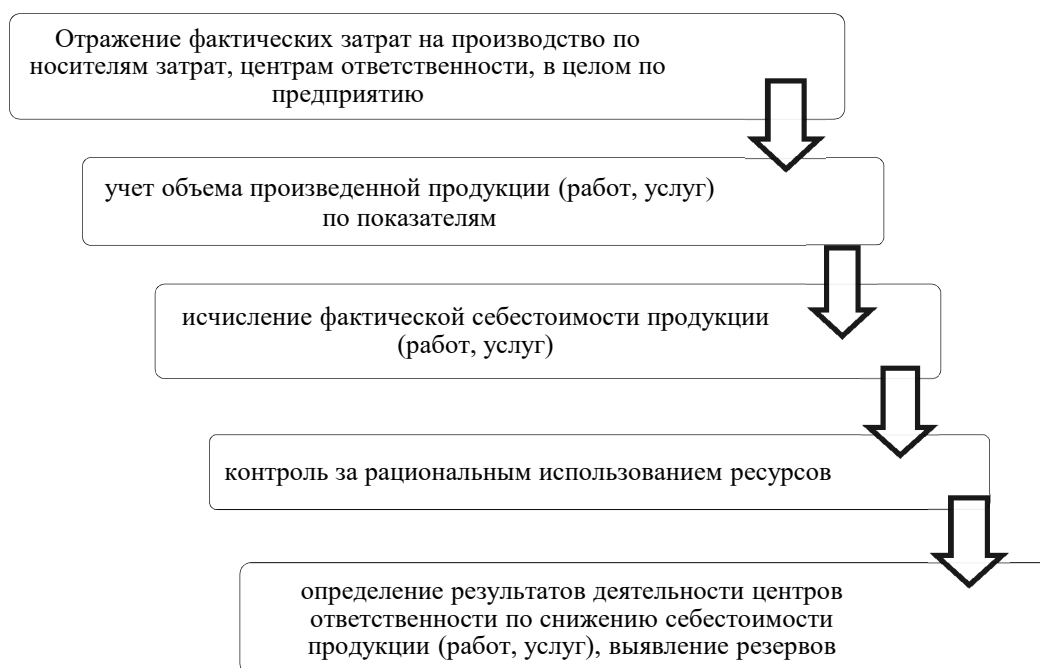 Отражение фактических затрат на производство по
носителям затрат, центрам ответственности, в целом по
предприятию
учет объема произведенной продукции (работ, услуг)
по показателям
исчисление фактической себестоимости продукции
(работ, услуг)
контроль за рациональным использованием ресурсов
определение результатов деятельности центров
ответственности по снижению себестоимости
продукции (работ, услуг), выявление резервов